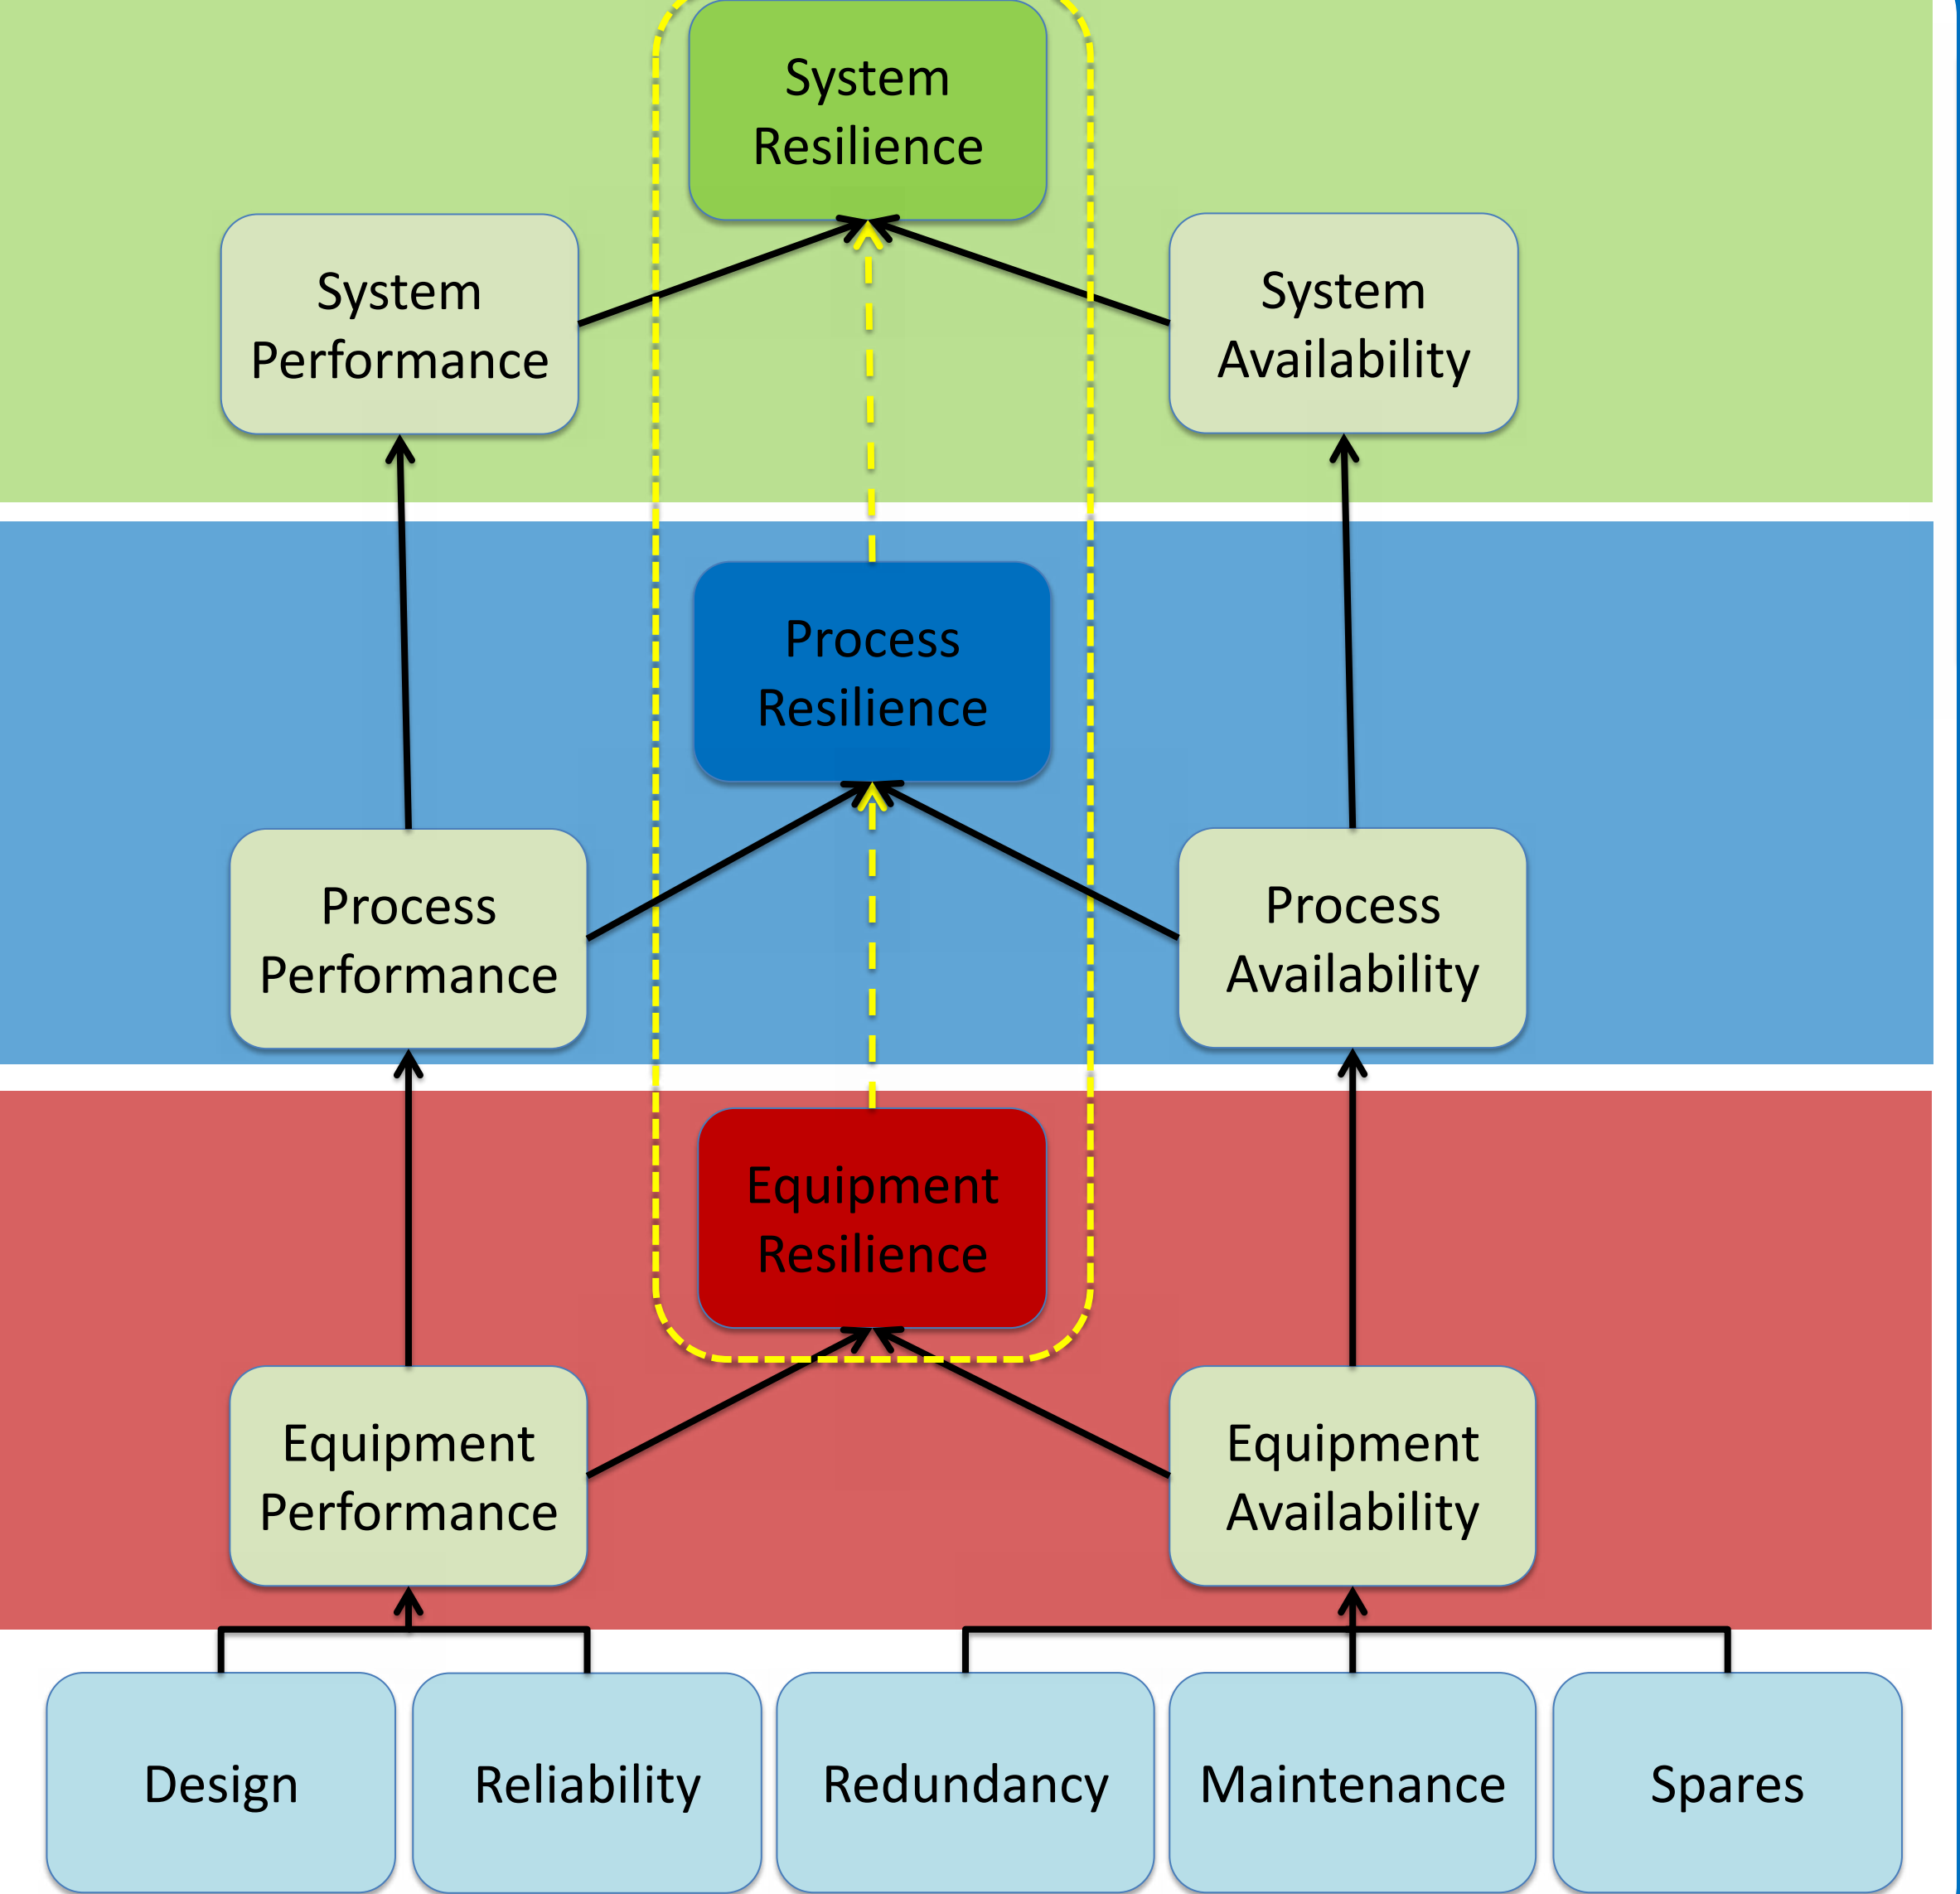 System
Resilience
System
Performance
System
Availability
Process
Resilience
Process
Performance
Process
Availability
Equipment
Resilience
Equipment
Performance
Equipment
Availability
Design
Reliability
Redundancy
Maintenance
Spares